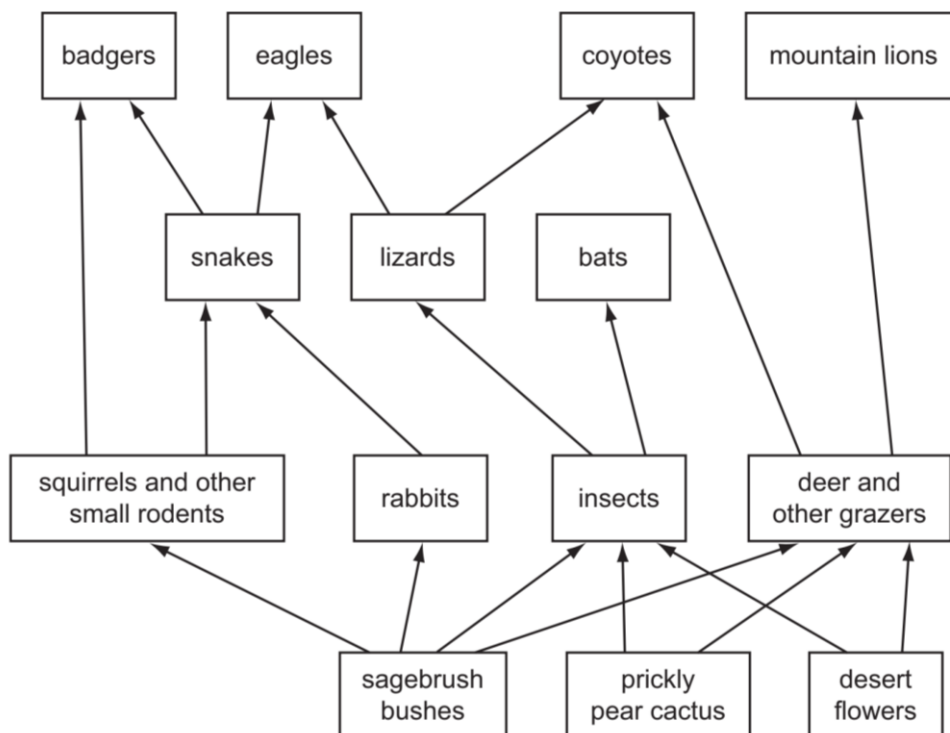 badgers
eagles
coyotes
mountain lions
snakes
lizards
bats
squirrels and other
small rodents
rabbits
insects
deer and
other grazers
sagebrush
bushes
prickly
pear cactus
desert
flowers